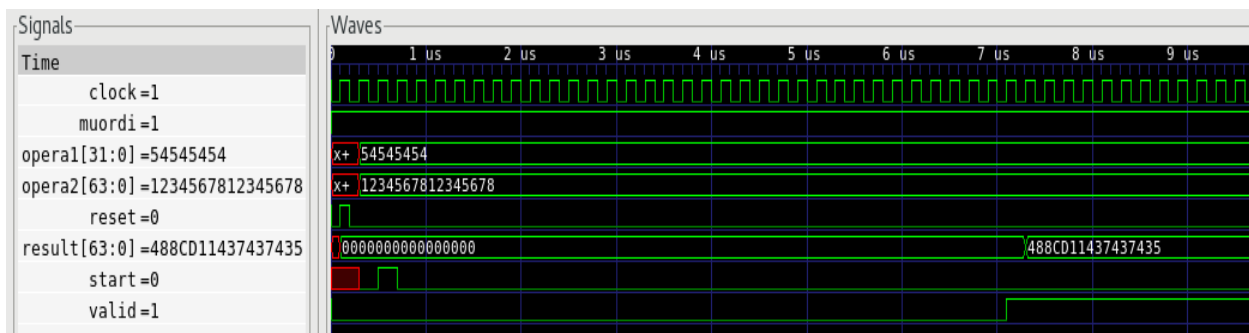 Signals
Waves
Time
0 1 us 2 us 3 us 4 us 5 us 6 us 7 us 8 us 9 us
clock=1
muordi=1
opera1[31:0]=54545454 x+ 54545454
opera2[63:0]=1234567812345678 x+ 1234567812345678
reset=0
result[63:0]=488CD11437437435 0000000000000000 488CD11437437435
start=0
valid=1